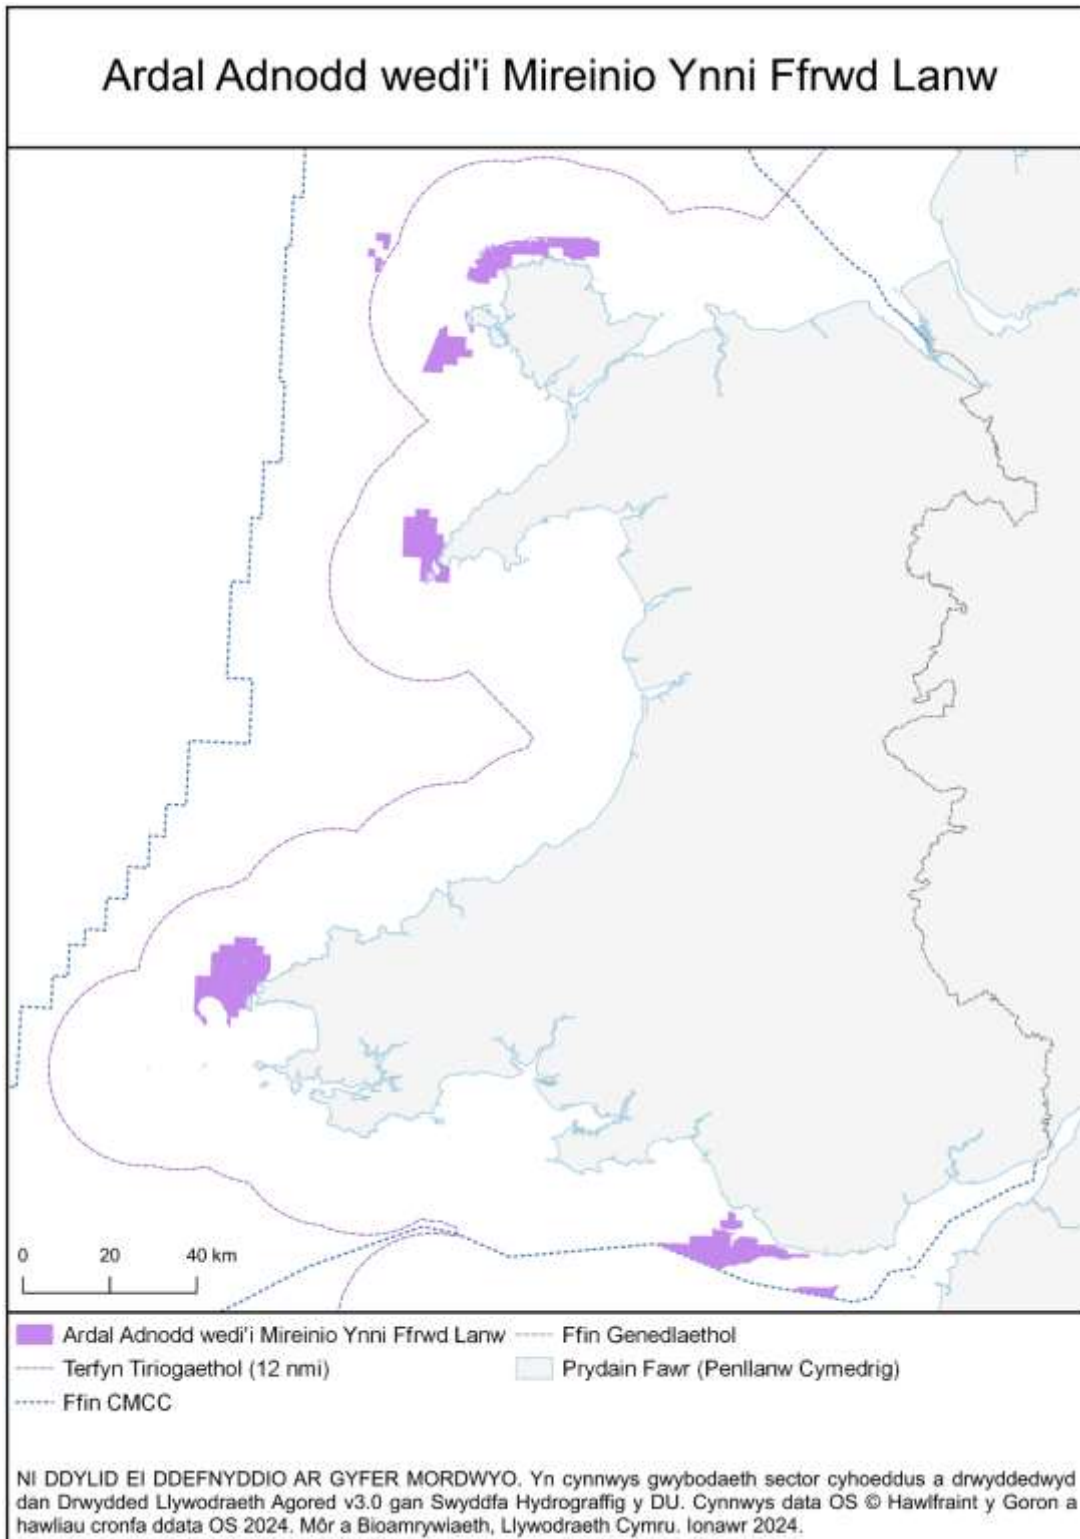 Ardal Adnodd wedi'i Mireinio Ynni Ffrwd Lanw
0 20 40 km
Ardal Adnodd wedi'i Mireinio Ynni Ffrwd Lanw
Ffin Genedlaethol
Terfyn Tiriogaethol (12 nmi)
Prydain Fawr (Penllanw Cymedrig)
Ffin CMCC
NI DDYLID EI DDEFNYDDIO AR GYFER MORDWYO. Yn cynnwys gwybodaeth sector cyhoeddus a drwyddedwyd
dan Drwydded Llywodraeth Agored v3.0 gan Swyddfa Hydrograffig y DU. Cynnwys data OS © Hawlfraint y Goron a
hawliau cronfa ddata OS 2024. Môr a Bioamrywiaeth, Llywodraeth Cymru. Ionawr 2024.